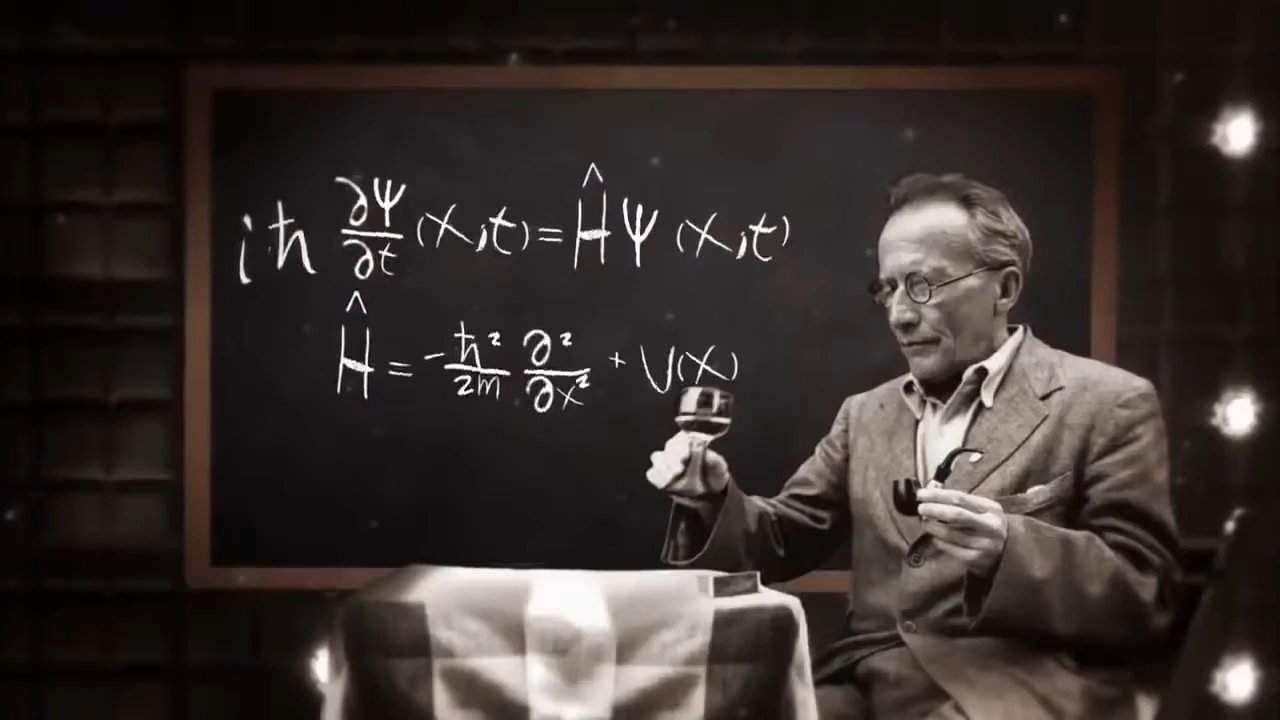 iħ ∂Ψ/∂t (x,t) = Ĥ Ψ (x,t)
Ĥ = -ħ²/2m ∂²/∂x² + V(x)